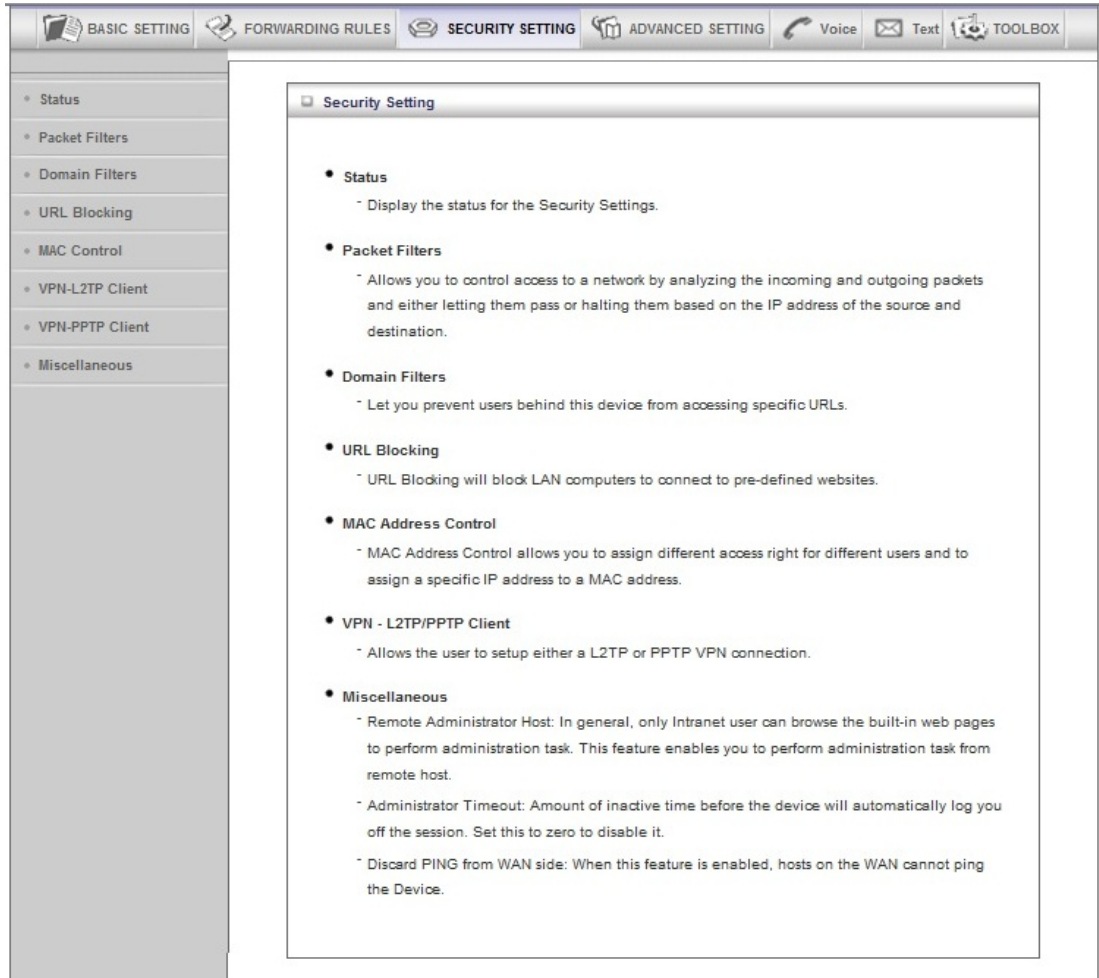 BASIC SETTING
FORWARDING RULES
SECURITY SETTING
ADVANCED SETTING
Voice
Text
TOOLBOX
Status
Packet Filters
Domain Filters
URL Blocking
MAC Control
VPN-L2TP Client
VPN-PPTP Client
Miscellaneous
Security Setting
• Status
- Display the status for the Security Settings.
• Packet Filters
- Allows you to control access to a network by analyzing the incoming and outgoing packets
and either letting them pass or halting them based on the IP address of the source and
destination.
• Domain Filters
- Let you prevent users behind this device from accessing specific URLs.
• URL Blocking
- URL Blocking will block LAN computers to connect to pre-defined websites.
• MAC Address Control
- MAC Address Control allows you to assign different access right for different users and to
assign a specific IP address to a MAC address.
• VPN - L2TP/PPTP Client
- Allows the user to setup either a L2TP or PPTP VPN connection.
• Miscellaneous
- Remote Administrator Host: In general, only Intranet user can browse the built-in web pages
to perform administration task. This feature enables you to perform administration task from
remote host.
- Administrator Timeout: Amount of inactive time before the device will automatically log you
off the session. Set this to zero to disable it.
- Discard PING from WAN side: When this feature is enabled, hosts on the WAN cannot ping
the Device.